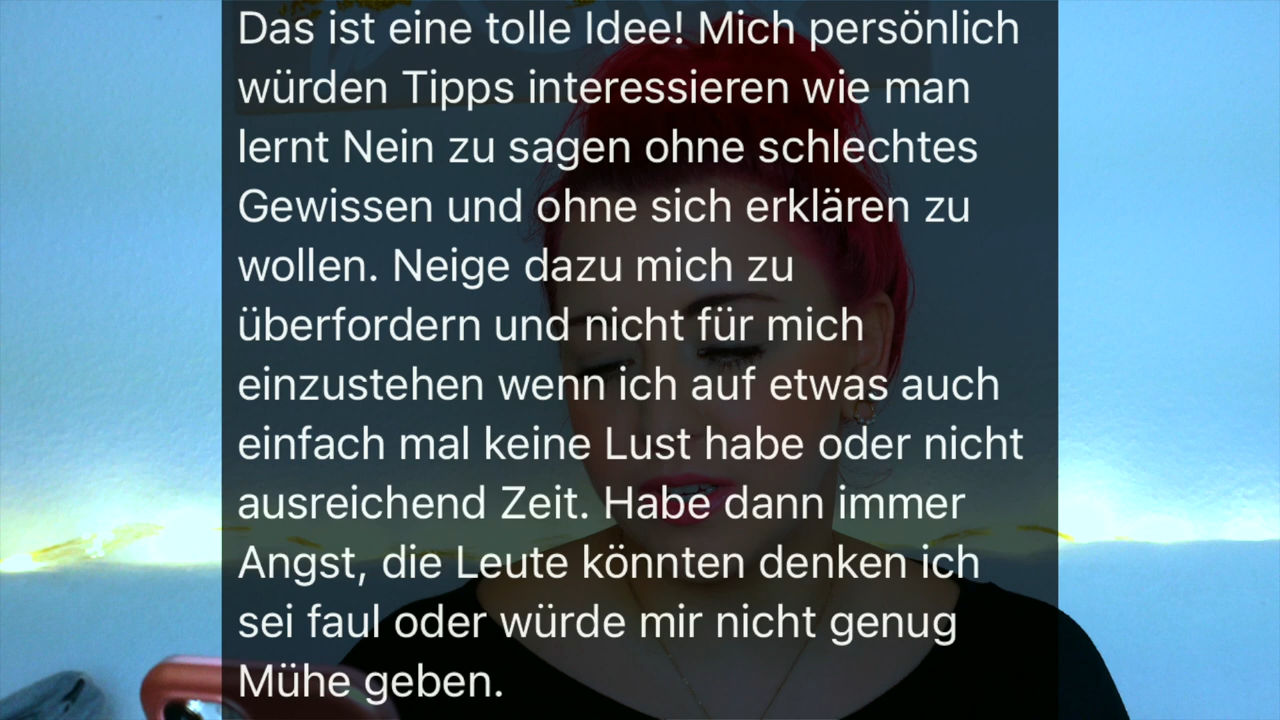 Das ist eine tolle Idee! Mich persönlich
würden Tipps interessieren wie man
lernt Nein zu sagen ohne schlechtes
Gewissen und ohne sich erklären zu
wollen. Neige dazu mich zu
überfordern und nicht für mich
einzustehen wenn ich auf etwas auch
einfach mal keine Lust habe oder nicht
ausreichend Zeit. Habe dann immer
Angst, die Leute könnten denken ich
sei faul oder würde mir nicht genug
Mühe geben.